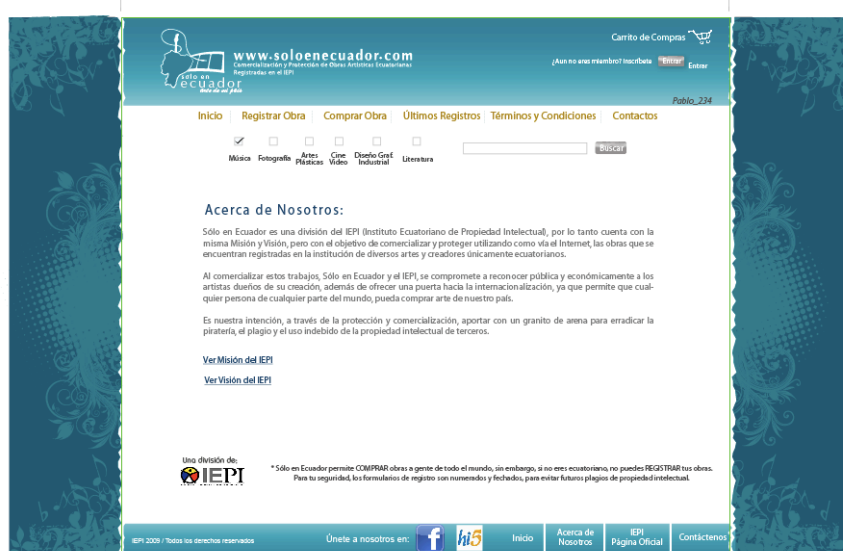 Carrito de Compras
www.soloenecuador.com
Comercialización y Protección de Obras Artísticas Ecuatorianas
Registradas en el IEPI
¿Aun no eres miembro? Inscríbete Entrar Entrar
sólo en
ecuador
Pablo_234
Inicio Registrar Obra Comprar Obra Últimos Registros Términos y Condiciones Contactos
Música Fotografía Artes Plásticas Cine Video Diseño Graf. Industrial Literatura Buscar
Acerca de Nosotros:
Sólo en Ecuador es una división del IEPI (Instituto Ecuatoriano de Propiedad Intelectual), por lo tanto cuenta con la
misma Misión y Visión, pero con el objetivo de comercializar y proteger utilizando como vía el Internet, las obras que se
encuentran registradas en la institución de diversos artes y creadores únicamente ecuatorianos.
Al comercializar estos trabajos, Sólo en Ecuador y el IEPI, se compromete a reconocer pública y económicamente a los
artistas dueños de su creación, además de ofrecer una puerta hacia la internacionalización, ya que permite que cual-
quier persona de cualquier parte del mundo, pueda comprar arte de nuestro país.
Es nuestra intención, a través de la protección y comercialización, aportar con un granito de arena para erradicar la
piratería, el plagio y el uso indebido de la propiedad intelectual de terceros.
Ver Misión del IEPI
Ver Visión del IEPI
Una división de:
IEPI
* Sólo en Ecuador permite COMPRAR obras a gente de todo el mundo, sin embargo, si no eres ecuatoriano, no puedes REGISTRAR tus obras.
Para tu seguridad, los formularios de registro son numerados y fechados, para evitar futuros plagios de propiedad intelectual.
IEPI 2009 / Todos los derechos reservados
Únete a nosotros en: f hi5 Inicio Acerca de Nosotros IEPI Página Oficial Contáctenos